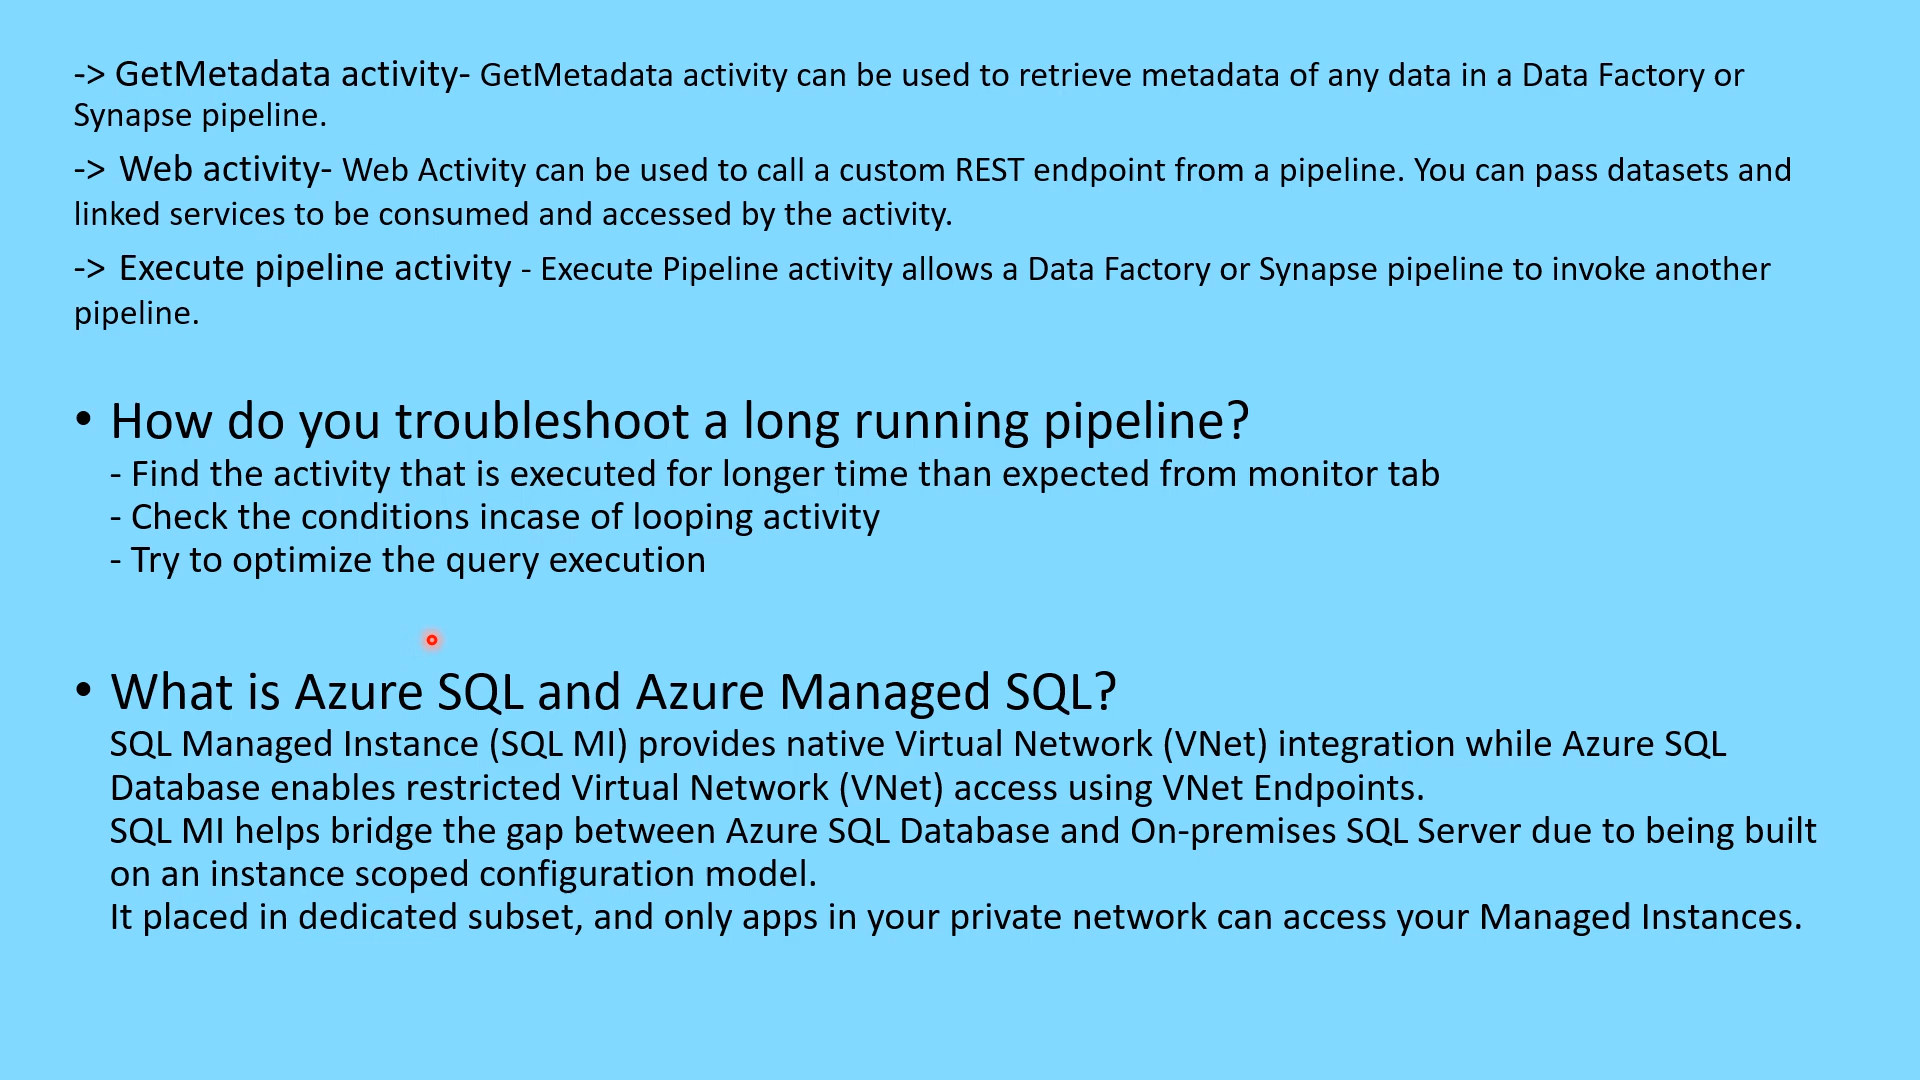 -> GetMetadata activity- GetMetadata activity can be used to retrieve metadata of any data in a Data Factory or
Synapse pipeline.
-> Web activity- Web Activity can be used to call a custom REST endpoint from a pipeline. You can pass datasets and
linked services to be consumed and accessed by the activity.
-> Execute pipeline activity - Execute Pipeline activity allows a Data Factory or Synapse pipeline to invoke another
pipeline.
• How do you troubleshoot a long running pipeline?
- Find the activity that is executed for longer time than expected from monitor tab
- Check the conditions incase of looping activity
- Try to optimize the query execution
• What is Azure SQL and Azure Managed SQL?
SQL Managed Instance (SQL MI) provides native Virtual Network (VNet) integration while Azure SQL
Database enables restricted Virtual Network (VNet) access using VNet Endpoints.
SQL MI helps bridge the gap between Azure SQL Database and On-premises SQL Server due to being built
on an instance scoped configuration model.
It placed in dedicated subset, and only apps in your private network can access your Managed Instances.